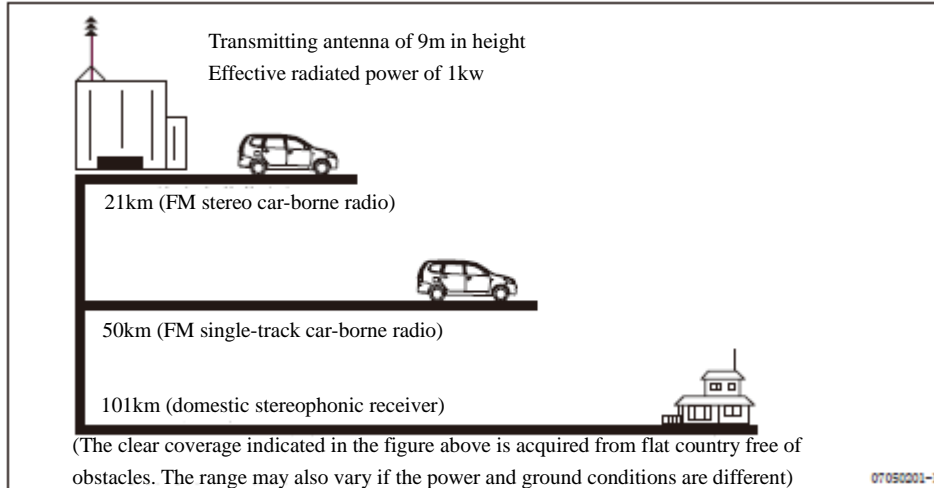 Transmitting antenna of 9m in height
Effective radiated power of 1kw
21km (FM stereo car-borne radio)
50km (FM single-track car-borne radio)
101km (domestic stereophonic receiver)
(The clear coverage indicated in the figure above is acquired from flat country free of
obstacles. The range may also vary if the power and ground conditions are different)